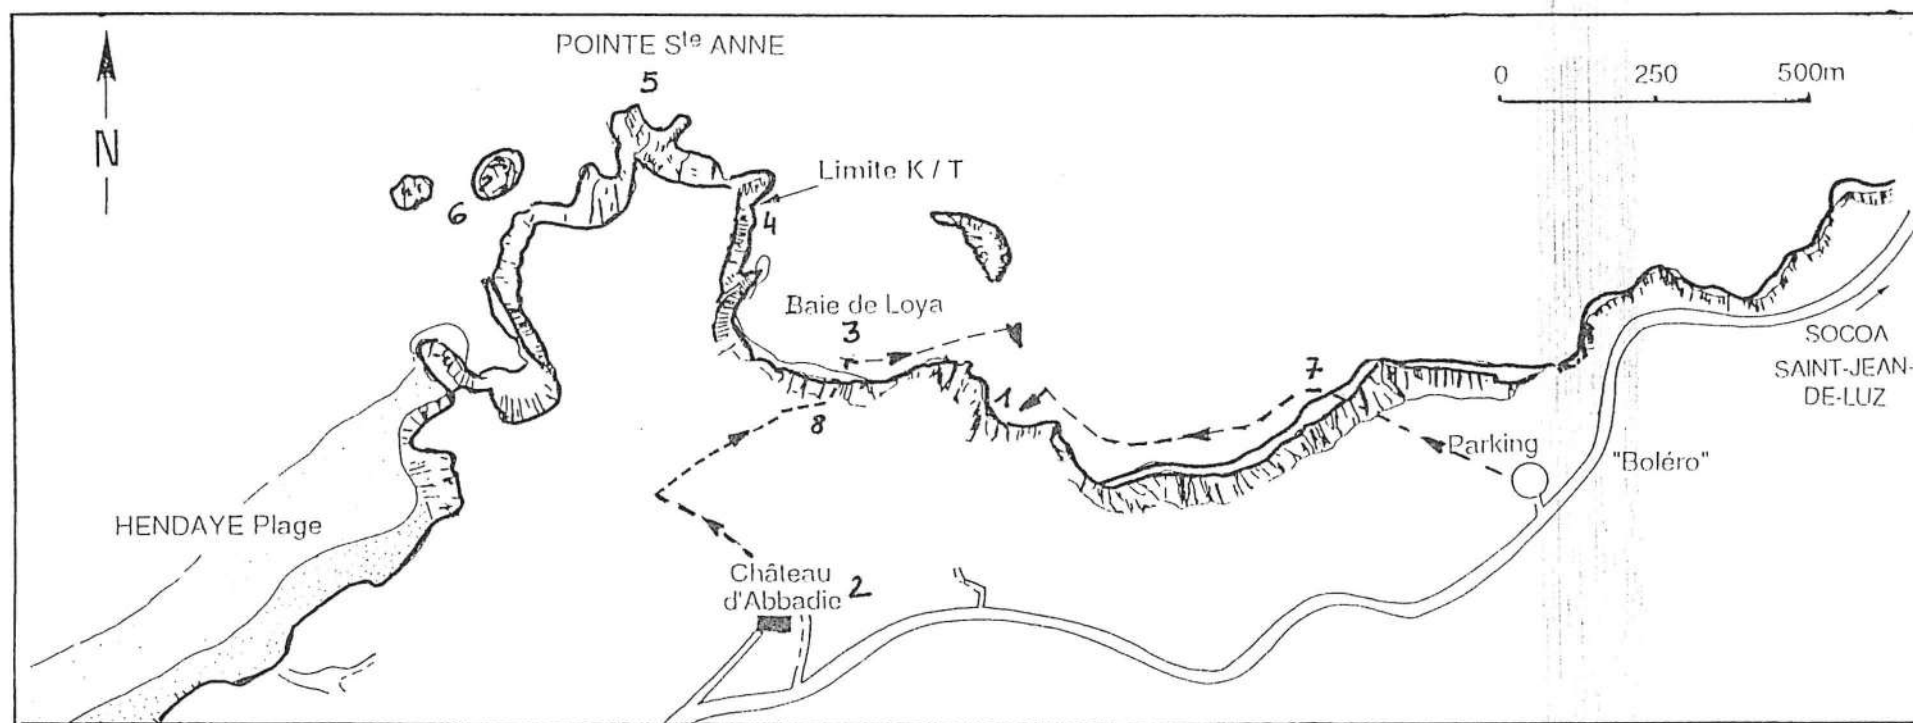 POINTE Ste ANNE
5
0 250 500m
N
Limite K / T
6
4
Baie de Loya
3
7
SOCOA
SAINT-JEAN-
DE-LUZ
1
8
Parking
"Boléro"
HENDAYE Plage
Château
d'Abbadie 2